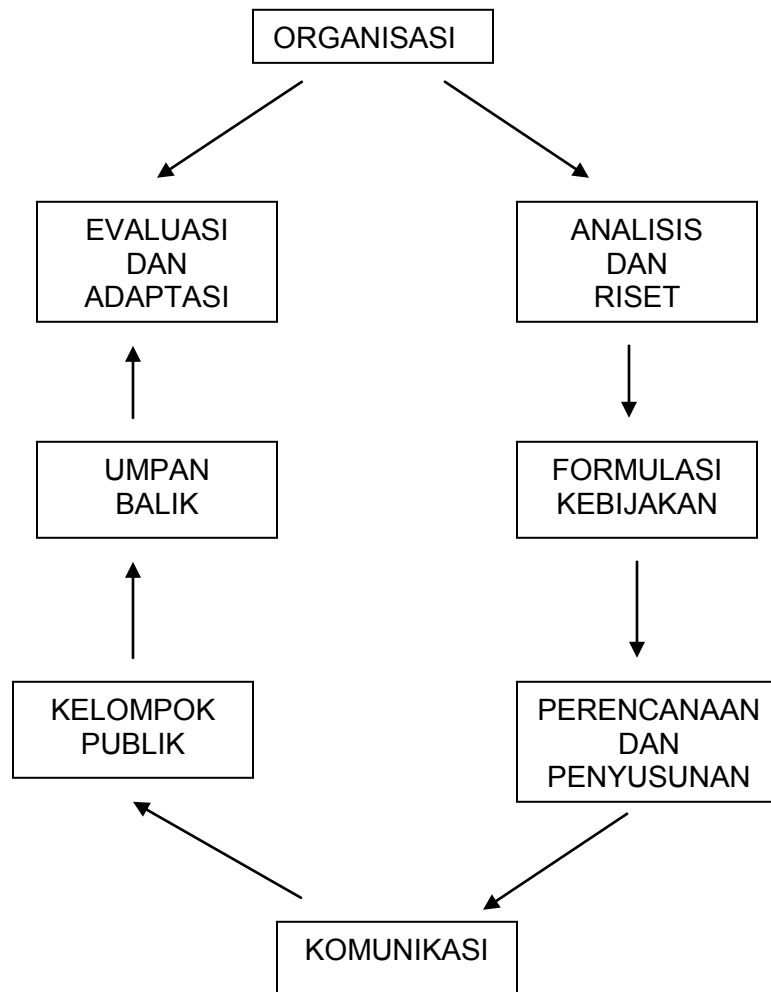 ORGANISASI
EVALUASI
DAN
ADAPTASI
ANALISIS
DAN
RISET
UMPAN
BALIK
FORMULASI
KEBIJAKAN
KELOMPOK
PUBLIK
PERENCANAAN
DAN
PENYUSUNAN
KOMUNIKASI